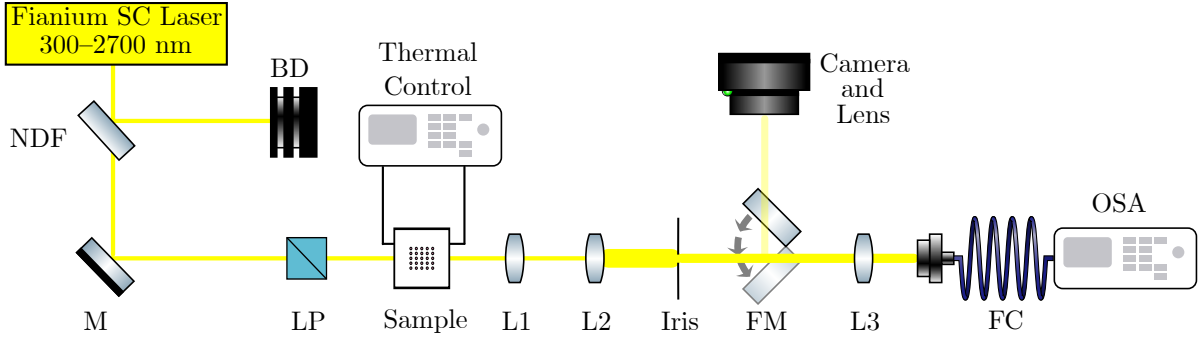 Fianium SC Laser
300–2700 nm
BD
NDF
Thermal
Control
Camera
and
Lens
OSA
M
LP
Sample
L1
L2
Iris
FM
L3
FC